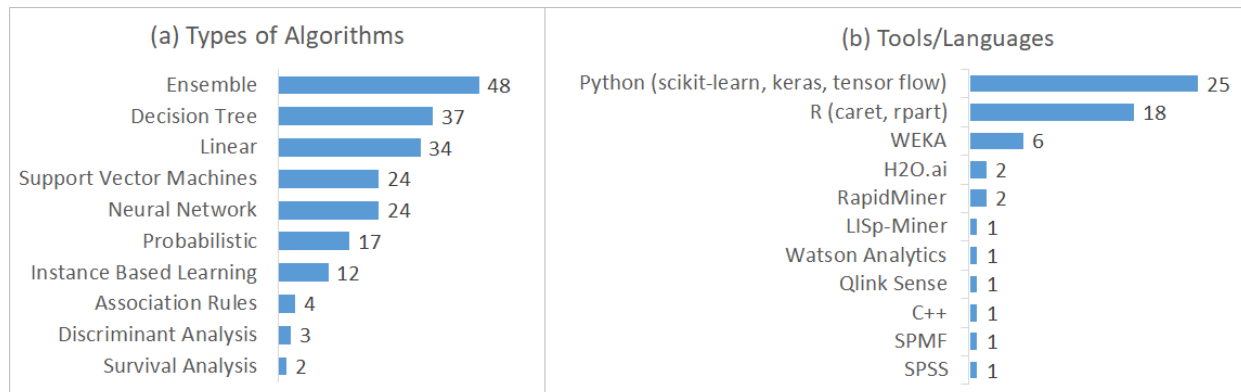 (a) Types of Algorithms
Ensemble 48
Decision Tree 37
Linear 34
Support Vector Machines 24
Neural Network 24
Probabilistic 17
Instance Based Learning 12
Association Rules 4
Discriminant Analysis 3
Survival Analysis 2
(b) Tools/Languages
Python (scikit-learn, keras, tensor flow) 25
R (caret, rpart) 18
WEKA 6
H2O.ai 2
RapidMiner 2
LISp-Miner 1
Watson Analytics 1
Qlink Sense 1
C++ 1
SPMF 1
SPSS 1